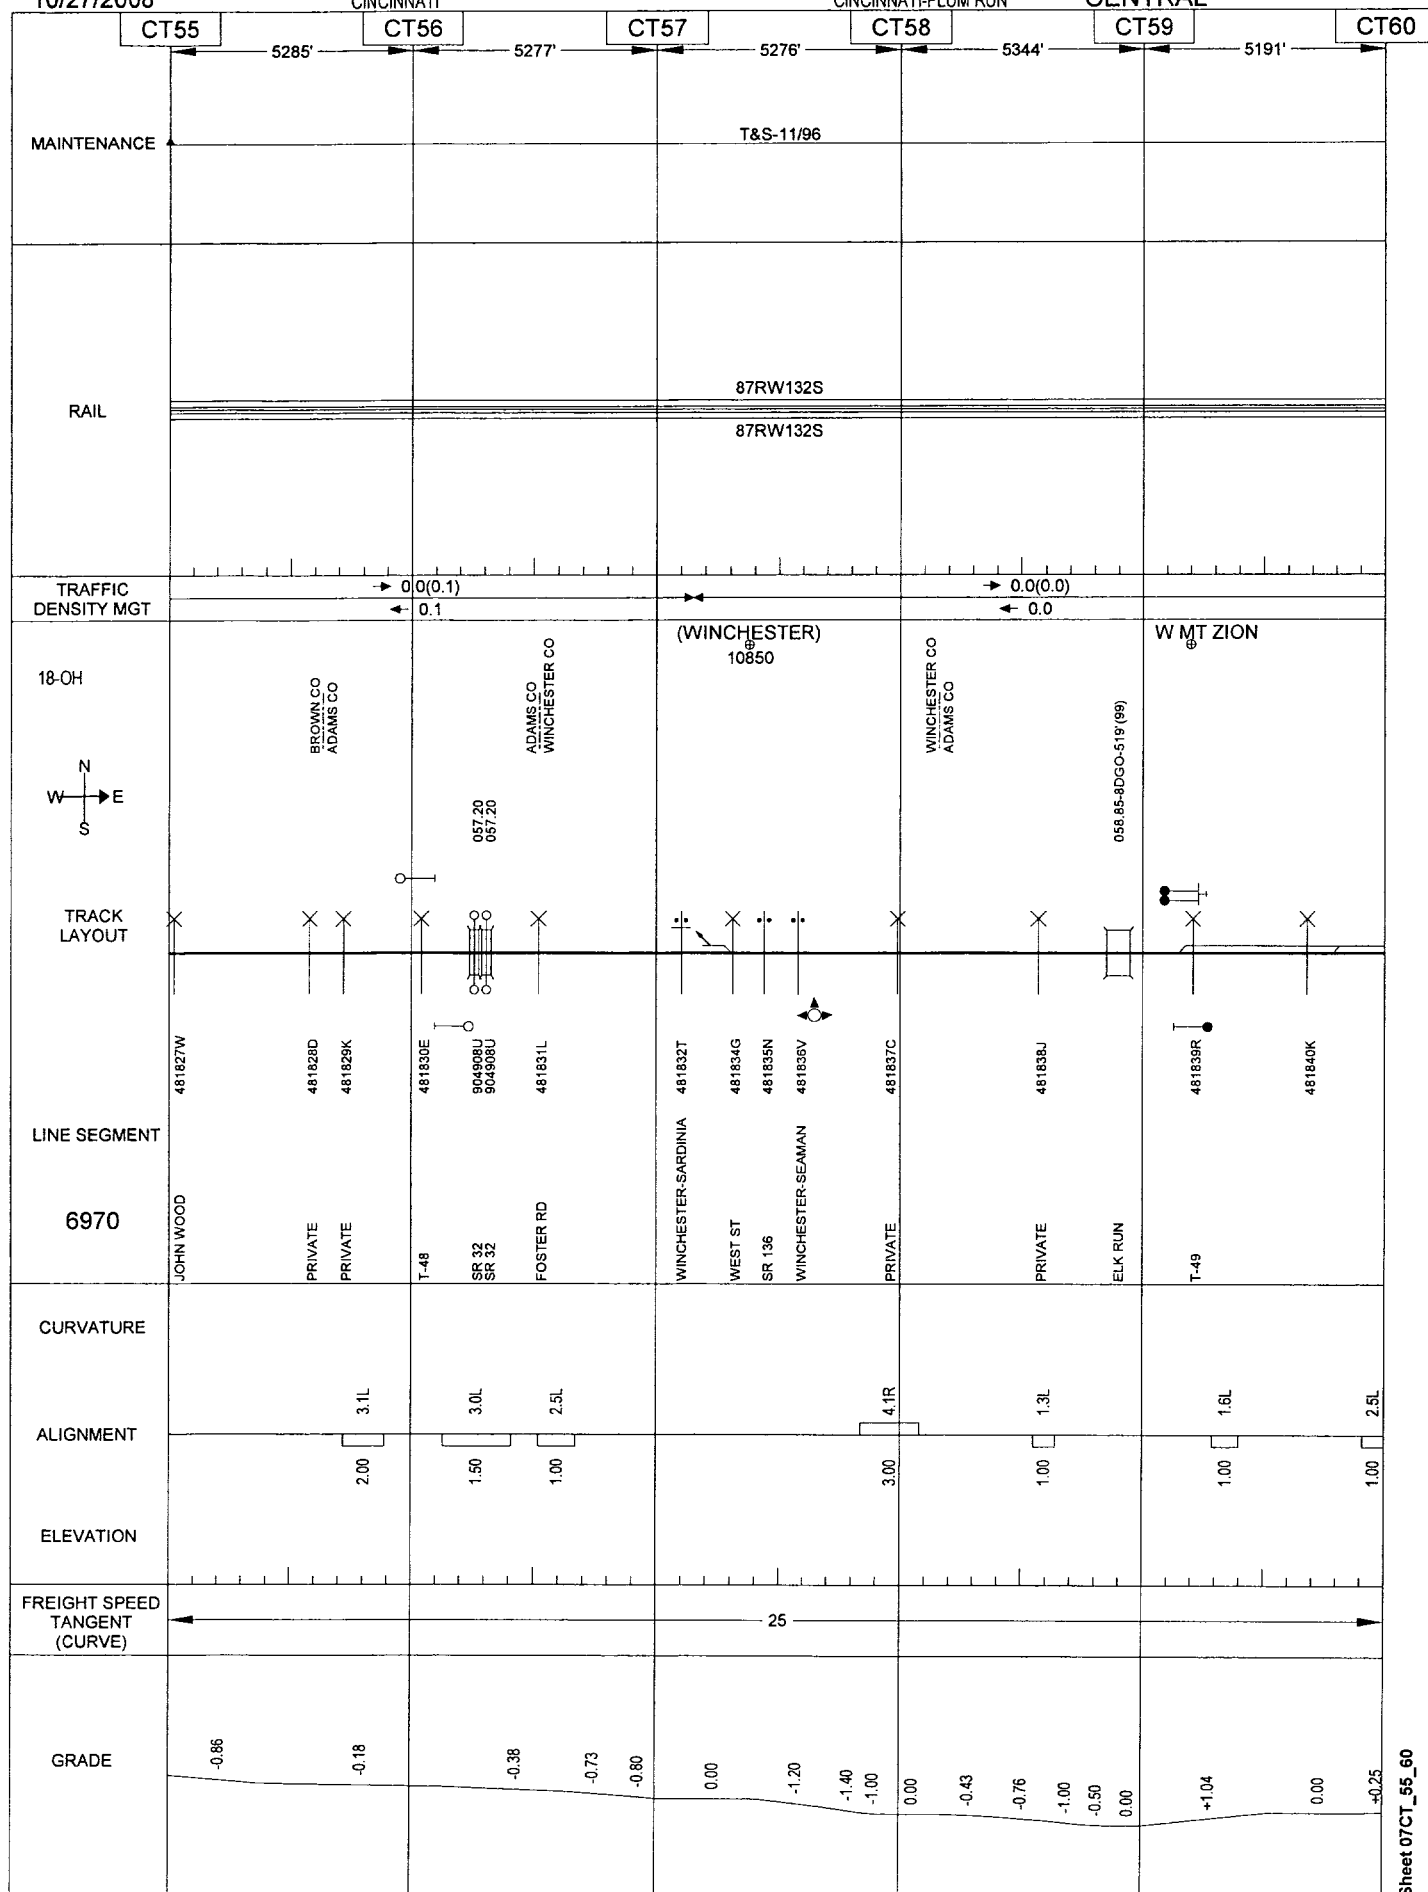 10/27/2008 CINCINNATI CINCINNATI-PLUM RUN CENTRAL
CT55 CT56 CT57 CT58 CT59 CT60
5285' 5277' 5276' 5344' 5191'
MAINTENANCE
T&S-11/96
RAIL
87RW132S
87RW132S
TRAFFIC
DENSITY MGT
0.0(0.1) 0.0(0.0)
0.1 0.0
18-OH
(WINCHESTER)
10850
W MT ZION
BROWN CO
ADAMS CO
ADAMS CO
WINCHESTER CO
WINCHESTER CO
ADAMS CO
N
W E
S
057.20
057.20
058.85-8DGO-519'(99)
TRACK
LAYOUT
481827W
481828D
481829K
481830E
904908U
904908U
481831L
481832T
481834G
481835N
481836V
481837C
481838J
481839R
481840K
LINE SEGMENT
6970
JOHN WOOD
PRIVATE
PRIVATE
T-48
SR 32
SR 32
FOSTER RD
WINCHESTER-SARDINIA
WEST ST
SR 136
WINCHESTER-SEAMAN
PRIVATE
PRIVATE
ELK RUN
T-49
CURVATURE
3.1L 3.0L 2.5L 4.1R 1.3L 1.6L 2.5L
ALIGNMENT
2.00 1.50 1.00 3.00 1.00 1.00 1.00
ELEVATION
FREIGHT SPEED
TANGENT
(CURVE)
25
GRADE
-0.86 -0.18 -0.38 -0.73 -0.80 0.00 -1.20 -1.40 -1.00 0.00 -0.43 -0.76 -1.00 -0.50 0.00 +1.04 0.00 +0.25
Sheet 07CT_55_60